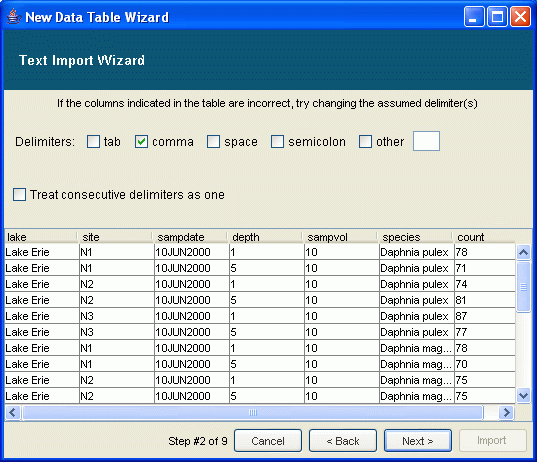 New Data Table Wizard
Text Import Wizard
If the columns indicated in the table are incorrect, try changing the assumed delimiter(s)
Delimiters: tab comma space semicolon other
Treat consecutive delimiters as one
lake site sampdate depth sampvol species count
Lake Erie N1 10JUN2000 1 10 Daphnia pulex 78
Lake Erie N1 10JUN2000 5 10 Daphnia pulex 71
Lake Erie N2 10JUN2000 1 10 Daphnia pulex 74
Lake Erie N2 10JUN2000 5 10 Daphnia pulex 81
Lake Erie N3 10JUN2000 1 10 Daphnia pulex 87
Lake Erie N3 10JUN2000 5 10 Daphnia pulex 77
Lake Erie N1 10JUN2000 1 10 Daphnia mag... 78
Lake Erie N1 10JUN2000 5 10 Daphnia mag... 70
Lake Erie N2 10JUN2000 1 10 Daphnia mag... 75
Lake Erie N2 10JUN2000 5 10 Daphnia mag... 75
Step #2 of 9 Cancel < Back Next > Import